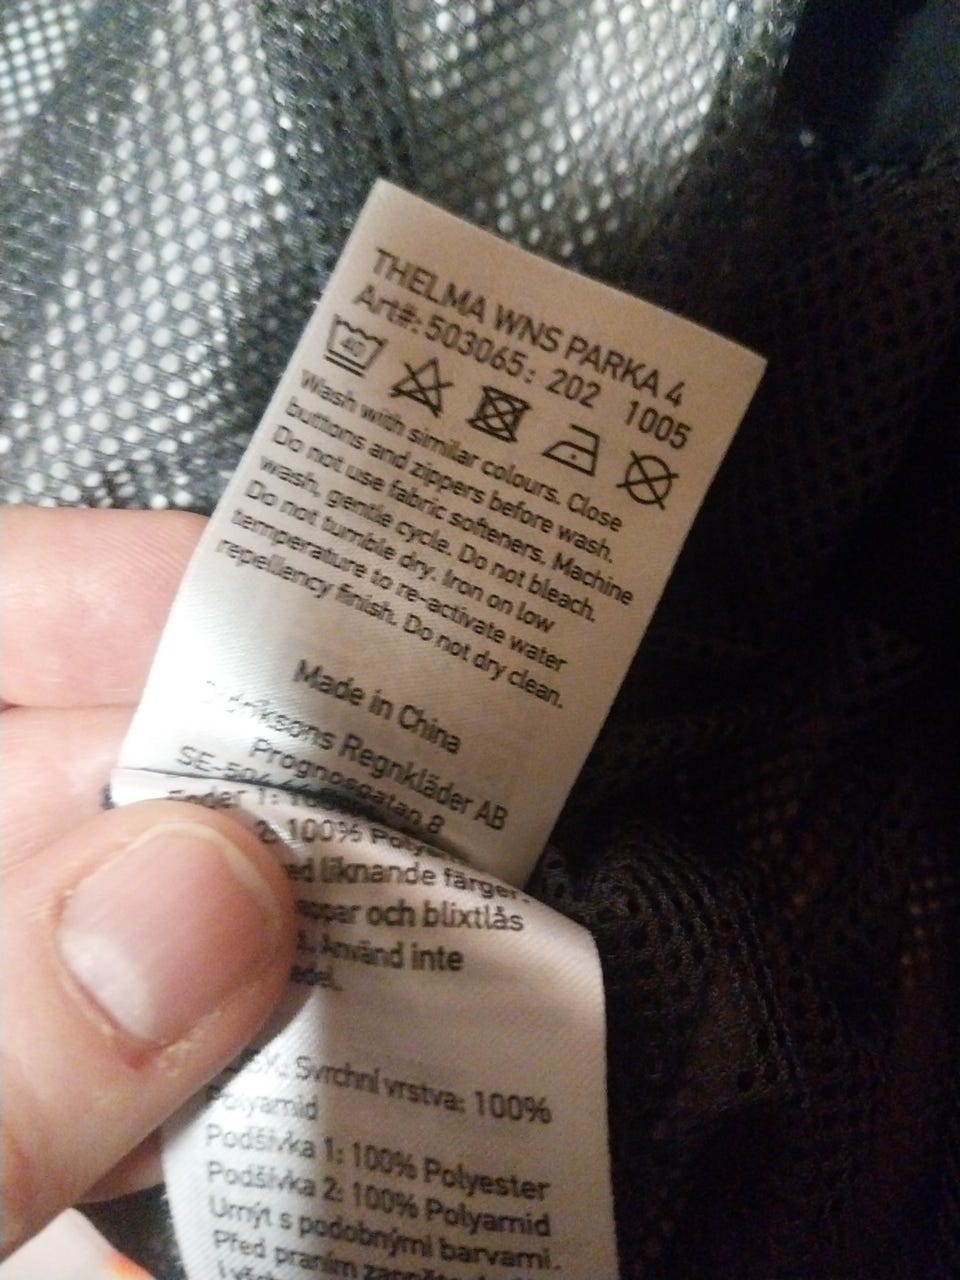 THELMA WNS PARKA 4
Art#: 503065: 202 1005
40
Wash with similar colours. Close
buttons and zippers before wash.
Do not use fabric softeners. Machine
wash, gentle cycle. Do not bleach.
Do not tumble dry. Iron on low
temperature to re-activate water
repellency finish. Do not dry clean.
Made in China
Regnkläder AB
Prognosgatan 8
2: 100%
liknande färger.
och blixtlås
Använd inte
Svrchní vrstva: 100%
Polyamid
Podšívka 1: 100% Polyester
Podšívka 2: 100% Polyamid
Umýt s podobnými barvami.
Před praním